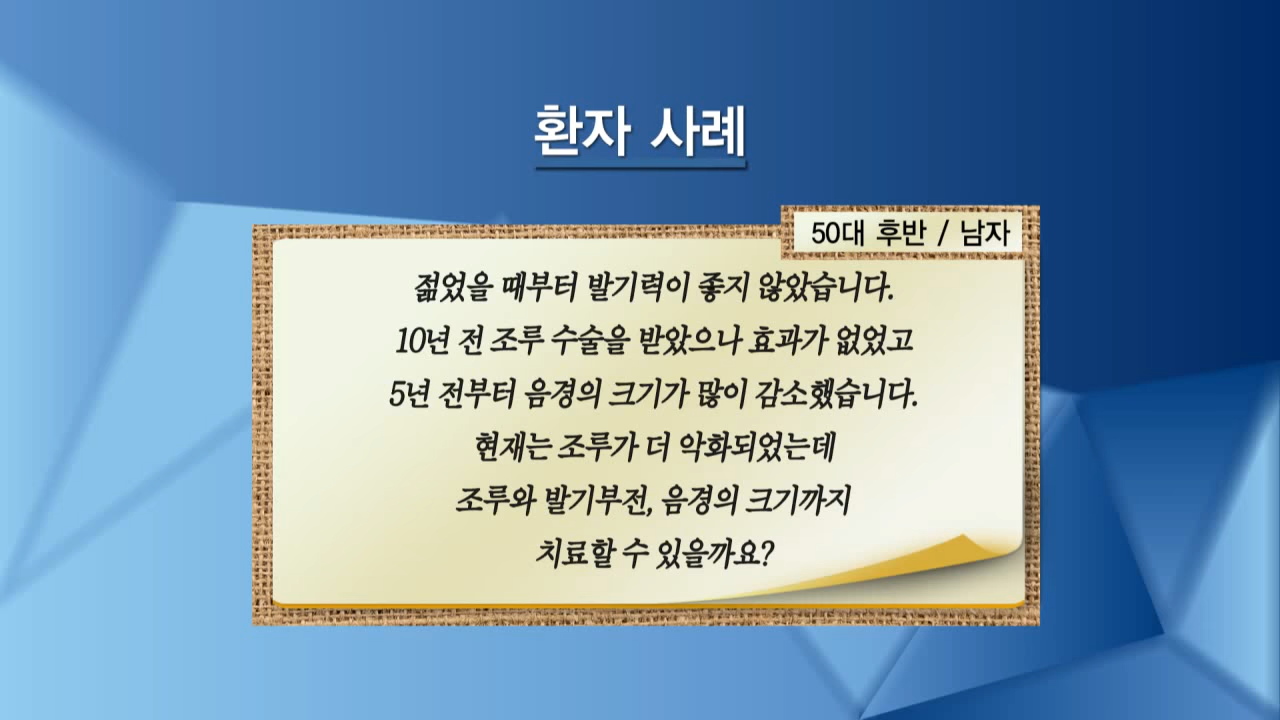 환자 사례
50대 후반 / 남자
젊었을 때부터 발기력이 좋지 않았습니다.
10년 전 조루 수술을 받았으나 효과가 없었고
5년 전부터 음경의 크기가 많이 감소했습니다.
현재는 조루가 더 악화되었는데
조루와 발기부전, 음경의 크기까지
치료할 수 있을까요?